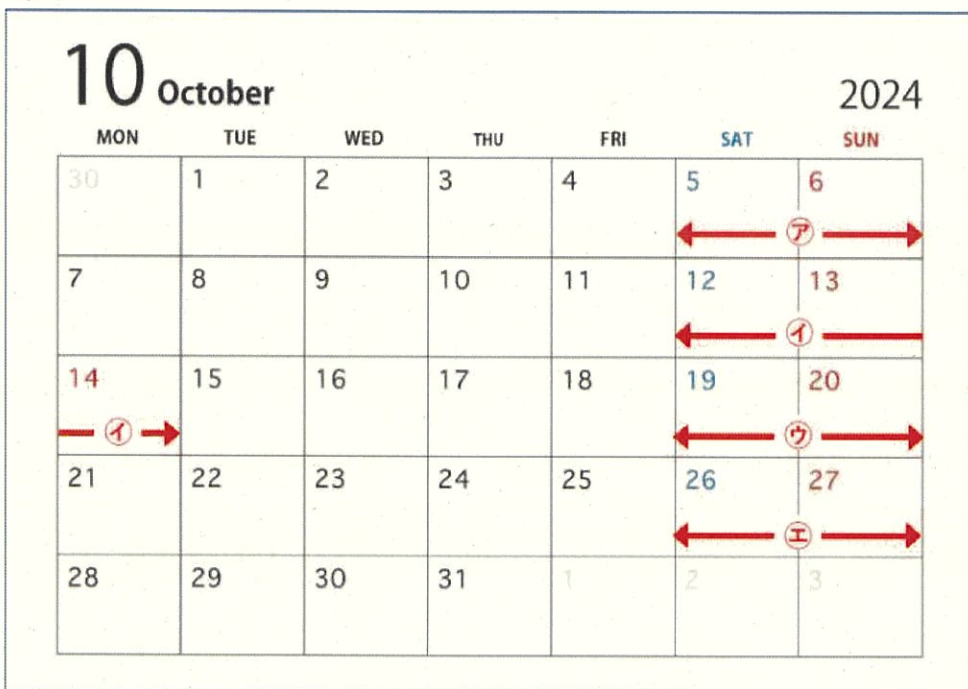 10 October 2024
MON TUE WED THU FRI SAT SUN
30 1 2 3 4 5 6
ア
7 8 9 10 11 12 13
イ
14 15 16 17 18 19 20
イ ウ
21 22 23 24 25 26 27
エ
28 29 30 31 1 2 3